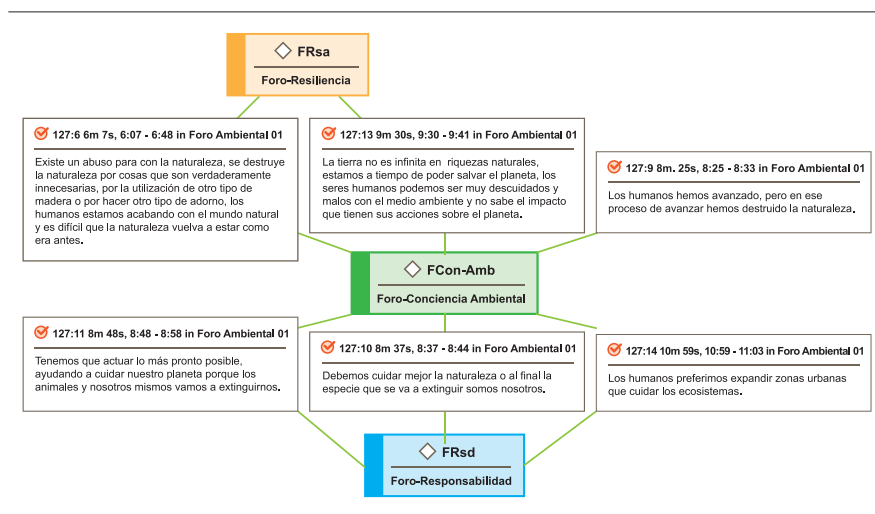 FRsa
Foro-Resiliencia
127:6 6m 7s, 6:07 - 6:48 in Foro Ambiental 01
Existe un abuso para con la naturaleza, se destruye
la naturaleza por cosas que son verdaderamente
innecesarias, por la utilización de otro tipo de
madera o por hacer otro tipo de adorno, los
humanos estamos acabando con el mundo natural
y es difícil que la naturaleza vuelva a estar como
era antes.
127:13 9m 30s, 9:30 - 9:41 in Foro Ambiental 01
La tierra no es infinita en riquezas naturales,
estamos a tiempo de poder salvar el planeta, los
seres humanos podemos ser muy descuidados y
malos con el medio ambiente y no sabe el impacto
que tienen sus acciones sobre el planeta.
127:9 8m. 25s, 8:25 - 8:33 in Foro Ambiental 01
Los humanos hemos avanzado, pero en ese
proceso de avanzar hemos destruido la naturaleza.
FCon-Amb
Foro-Conciencia Ambiental
127:11 8m 48s, 8:48 - 8:58 in Foro Ambiental 01
Tenemos que actuar lo más pronto posible,
ayudando a cuidar nuestro planeta porque los
animales y nosotros mismos vamos a extinguirnos.
127:10 8m 37s, 8:37 - 8:44 in Foro Ambiental 01
Debemos cuidar mejor la naturaleza o al final la
especie que se va a extinguir somos nosotros.
127:14 10m 59s, 10:59 - 11:03 in Foro Ambiental 01
Los humanos preferimos expandir zonas urbanas
que cuidar los ecosistemas.
FRsd
Foro-Responsabilidad